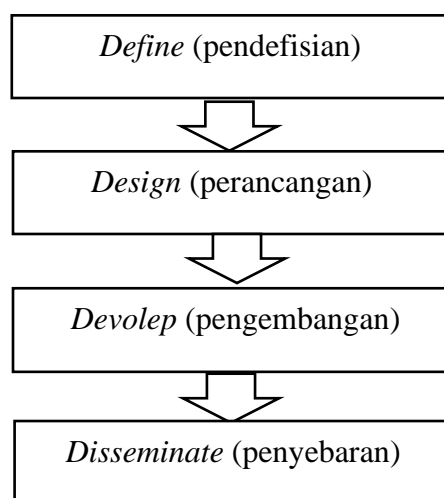 Define (pendefisian)
Design (perancangan)
Devolep (pengembangan)
Disseminate (penyebaran)